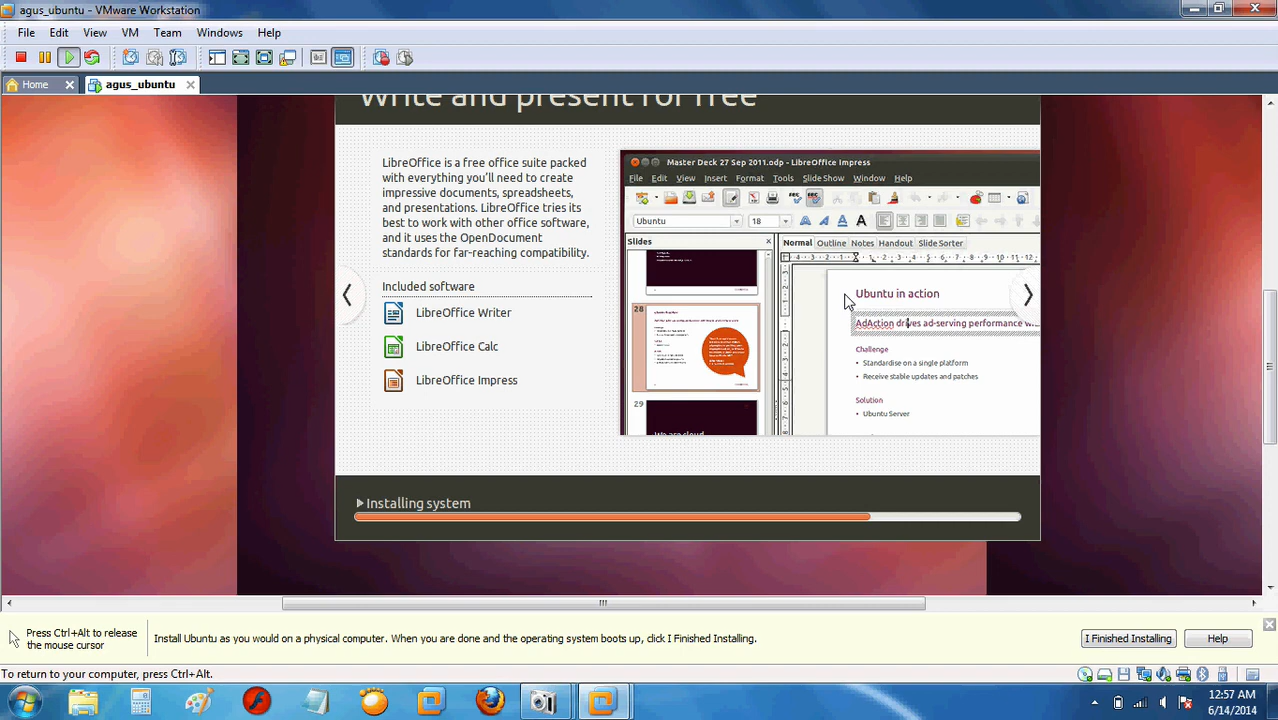 agus_ubuntu - VMware Workstation
File Edit View VM Team Windows Help
Home agus_ubuntu
Write and present for free
LibreOffice is a free office suite packed
with everything you'll need to create
impressive documents, spreadsheets,
and presentations. LibreOffice tries its
best to work with other office software,
and it uses the OpenDocument
standards for far-reaching compatibility.
Included software
LibreOffice Writer
LibreOffice Calc
LibreOffice Impress
Master Deck 27 Sep 2011.odp - LibreOffice Impress
File Edit View Insert Format Tools Slide Show Window Help
Ubuntu 18
Slides
Normal Outline Notes Handout Slide Sorter
28
29
We are cloud
Ubuntu in action
AdAction drives ad-serving performance
Challenge
• Standardise on a single platform
• Receive stable updates and patches
Solution
• Ubuntu Server
Installing system
Press Ctrl+Alt to release
the mouse cursor
Install Ubuntu as you would on a physical computer. When you are done and the operating system boots up, click I Finished Installing.
I Finished Installing
Help
To return to your computer, press Ctrl+Alt.
12:57 AM
6/14/2014